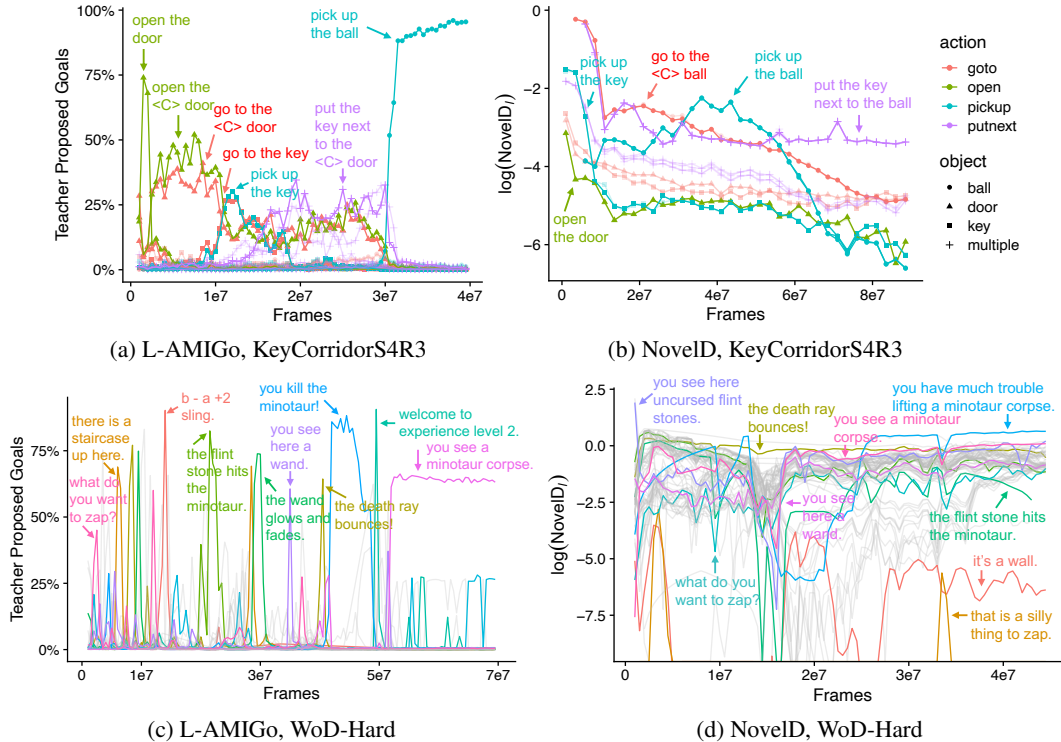 Teacher Proposed Goals
100%
75%
50%
25%
0%
open the
door
open the
<C> door
go to the
<C> door
go to the key
pick up
the key
put the
key next
to the
<C> door
pick up
the ball
0
1e7
2e7
3e7
4e7
Frames
(a) L-AMIGo, KeyCorridorS4R3
log(NovelD_l)
0
−2
−4
−6
pick up
the key
go to the
<C> ball
pick up
the ball
put the key
next to the ball
open
the door
0
2e7
4e7
6e7
8e7
Frames
(b) NovelD, KeyCorridorS4R3
action
goto
open
pickup
putnext
object
ball
door
key
multiple
Teacher Proposed Goals
75%
50%
25%
0%
there is a
staircase
up here.
what do
you want
to zap?
b - a +2
sling.
the flint
stone hits
the
minotaur.
you kill the
minotaur!
you see
here a
wand.
the wand
glows and
fades.
the death ray
bounces!
welcome to
experience level 2.
you see a
minotaur corpse.
0
1e7
3e7
5e7
7e7
Frames
(c) L-AMIGo, WoD-Hard
log(NovelD_l)
2.5
0.0
−2.5
−5.0
−7.5
you see here
uncursed flint
stones.
the death ray
bounces!
you have much trouble
lifting a minotaur corpse.
you see a minotaur
corpse.
you see
here a
wand.
the flint stone hits
the minotaur.
what do you
want to zap?
it's a wall.
that is a silly
thing to zap.
0e7
1e7
2e7
3e7
4e7
Frames
(d) NovelD, WoD-Hard